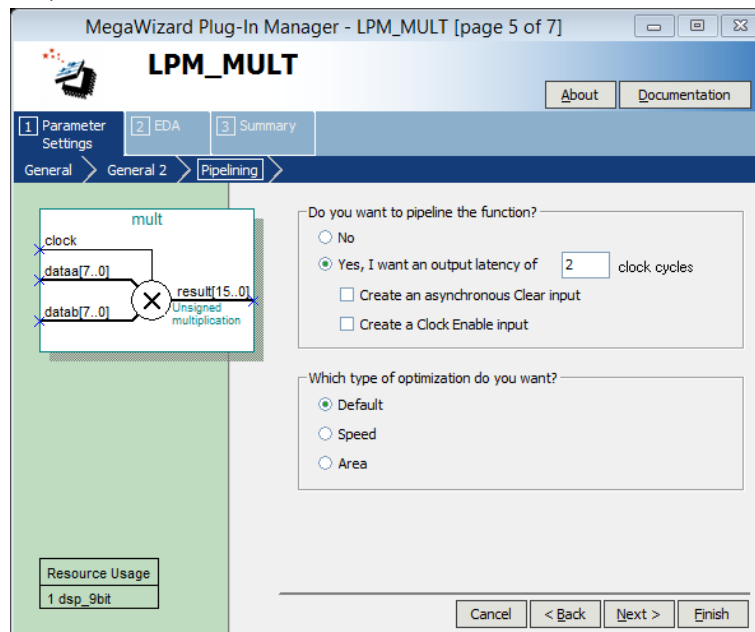 MegaWizard Plug-In Manager - LPM_MULT [page 5 of 7]
LPM_MULT
About
Documentation
1 Parameter Settings
2 EDA
3 Summary
General
General 2
Pipelining
mult
clock
dataa[7..0]
datab[7..0]
result[15..0]
Unsigned
multiplication
Do you want to pipeline the function?
No
Yes, I want an output latency of 2 clock cycles
Create an asynchronous Clear input
Create a Clock Enable input
Which type of optimization do you want?
Default
Speed
Area
Resource Usage
1 dsp_9bit
Cancel
< Back
Next >
Finish